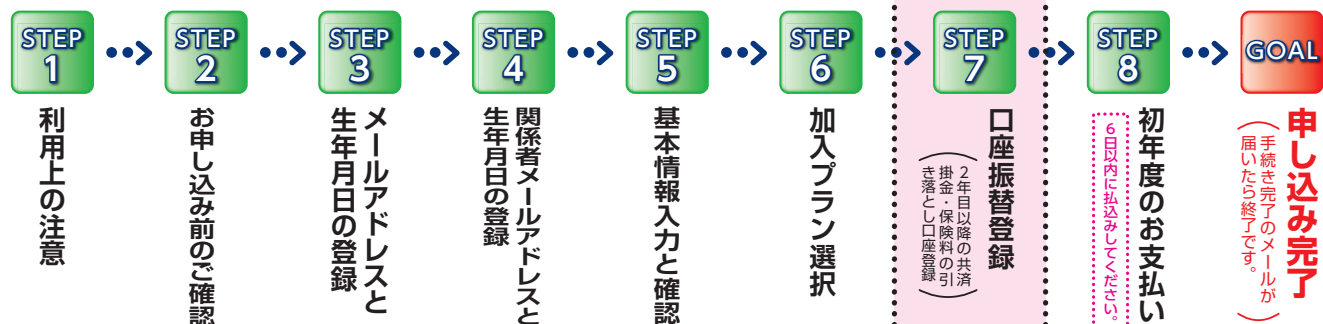 STEP
1
利用上の注意
STEP
2
お申し込み前のご確認
STEP
3
メールアドレスと
生年月日の登録
STEP
4
関係者メールアドレスと
生年月日の登録
STEP
5
基本情報入力と確認
STEP
6
加入プラン選択
STEP
7
口座振替登録
(2年目以降の共済
掛金・保険料の引
き落とし口座登録)
STEP
8
初年度のお支払い
6日以内に払込みしてください。
GOAL
申し込み完了
(手続き完了のメールが
届いたら終了です。)